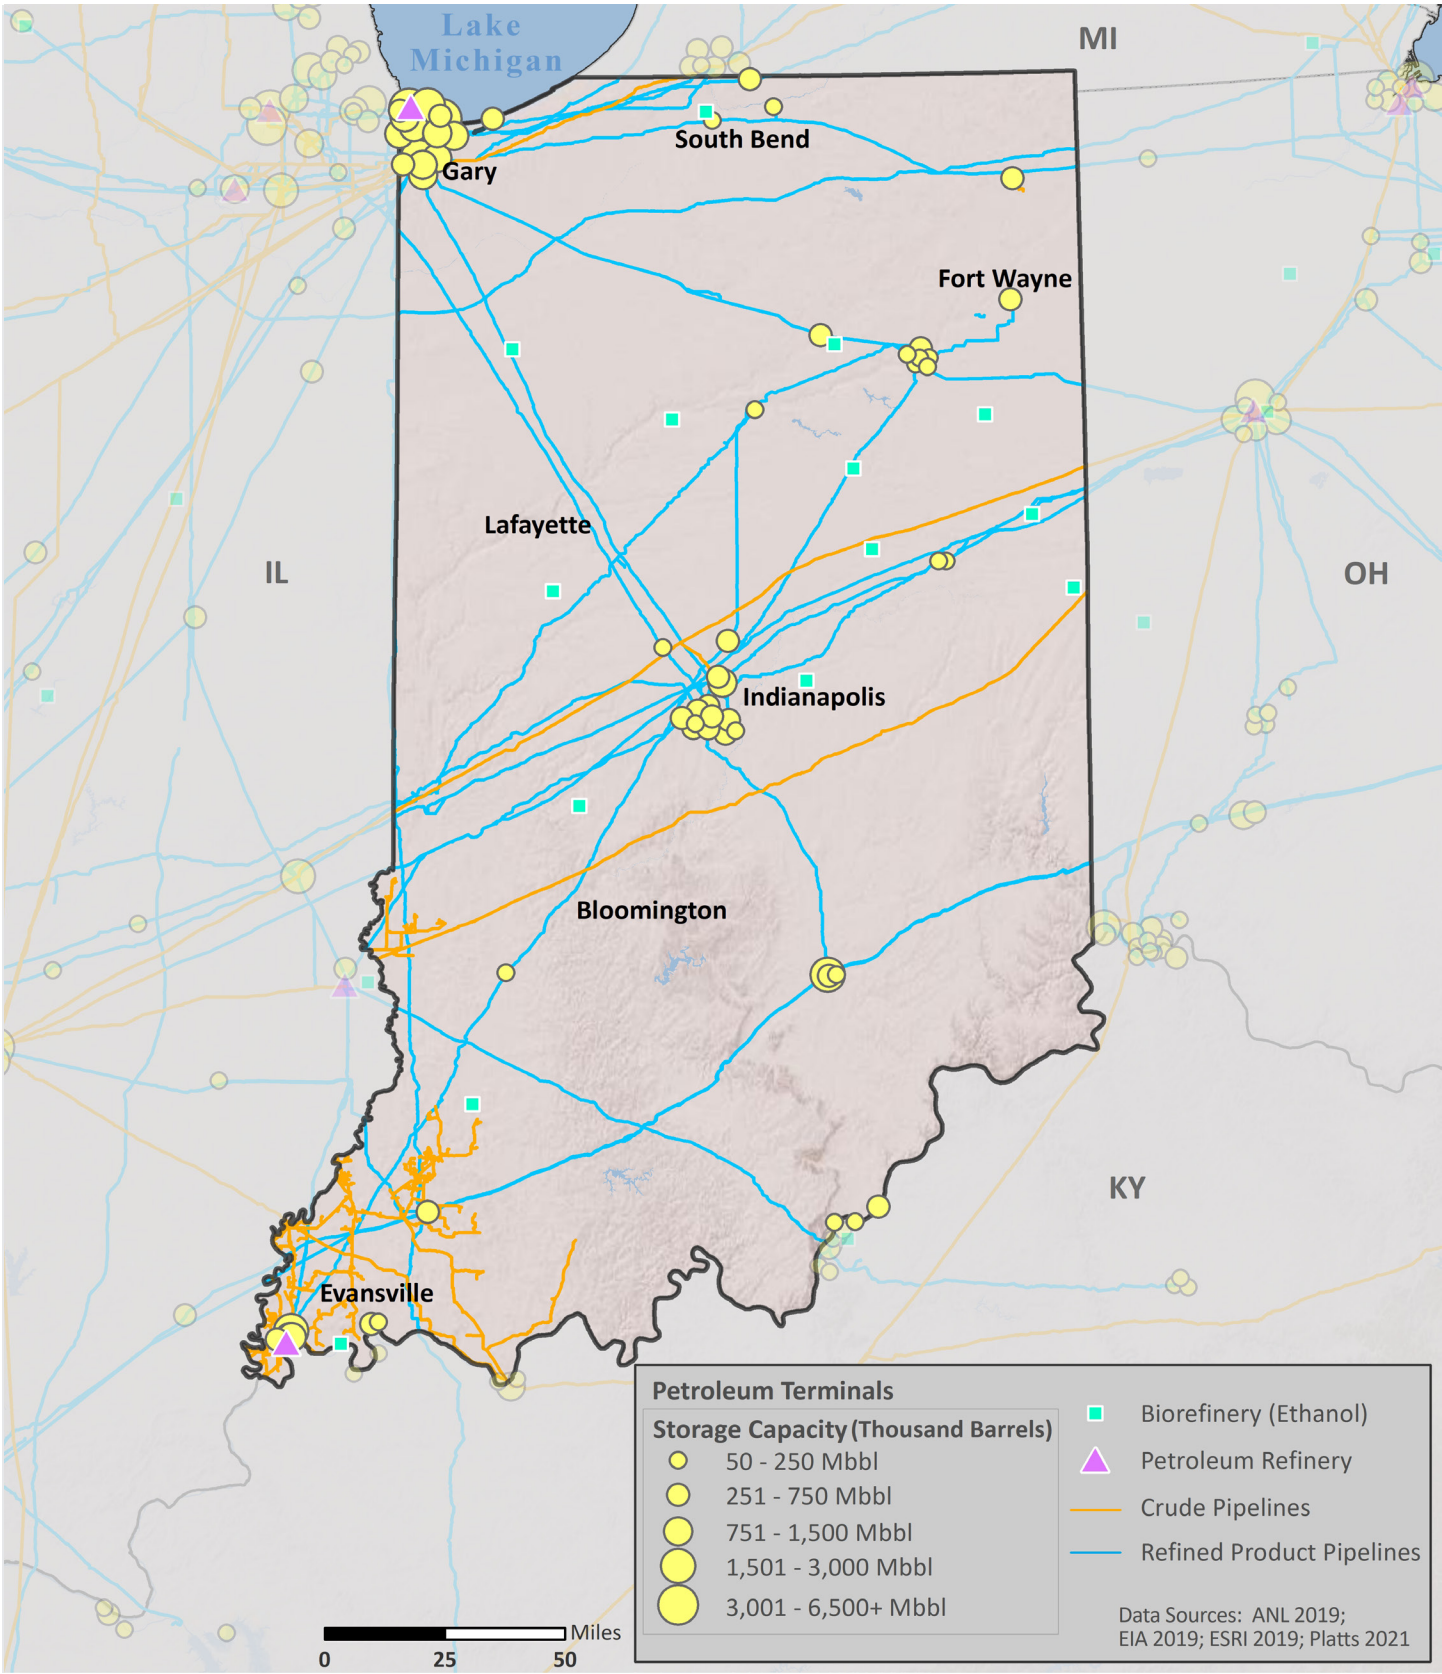 Lake
Michigan
MI
South Bend
Gary
Fort Wayne
Lafayette
IL
OH
Indianapolis
Bloomington
KY
Evansville
Petroleum Terminals
Storage Capacity (Thousand Barrels)
50 - 250 Mbbl
251 - 750 Mbbl
751 - 1,500 Mbbl
1,501 - 3,000 Mbbl
3,001 - 6,500+ Mbbl
Biorefinery (Ethanol)
Petroleum Refinery
Crude Pipelines
Refined Product Pipelines
Data Sources: ANL 2019;
EIA 2019; ESRI 2019; Platts 2021
Miles
0 25 50